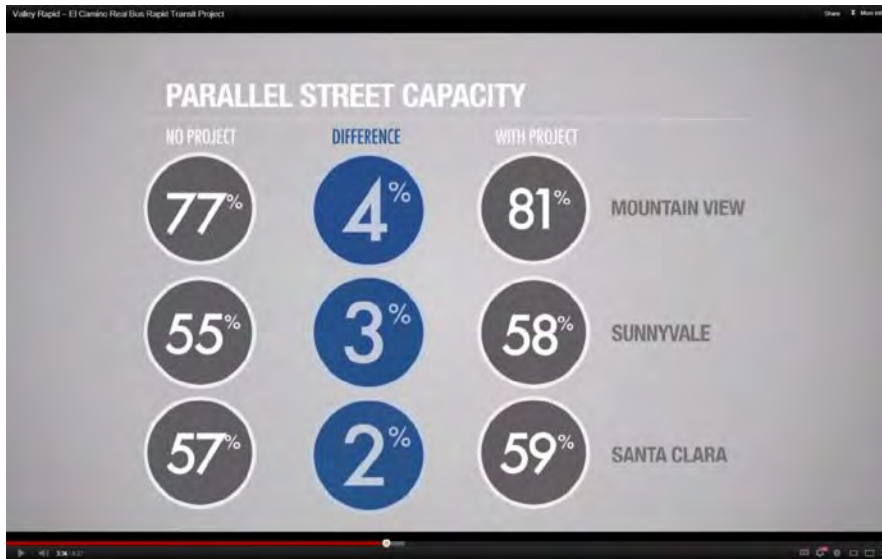 Valley Rapid – El Camino Real Bus Rapid Transit Project
Share
PARALLEL STREET CAPACITY
NO PROJECT DIFFERENCE WITH PROJECT
77% 4% 81% MOUNTAIN VIEW
55% 3% 58% SUNNYVALE
57% 2% 59% SANTA CLARA